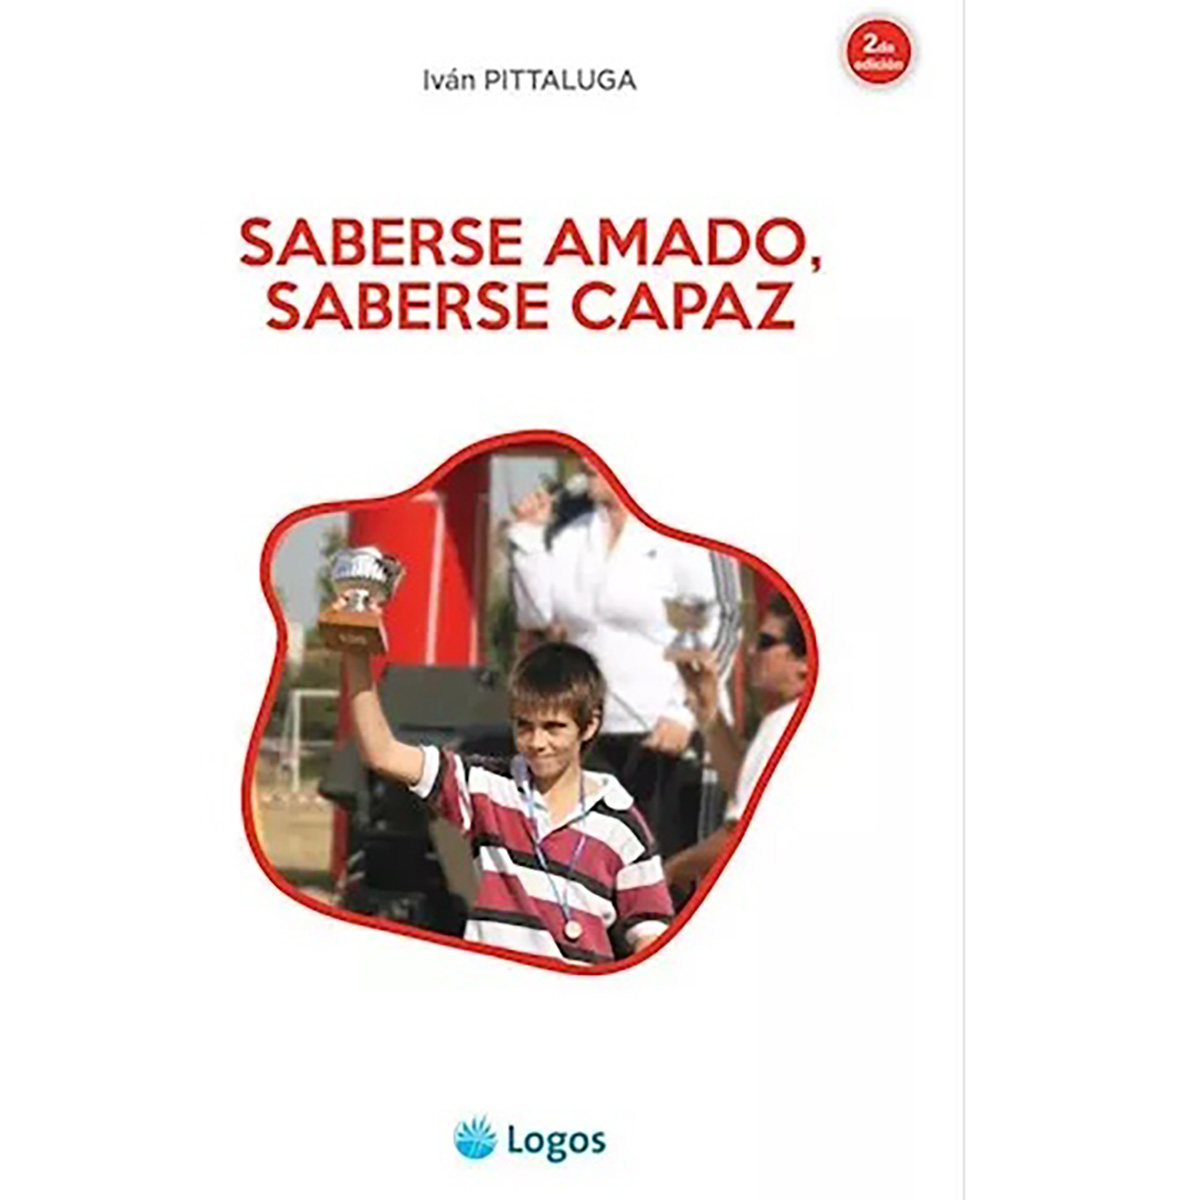 2da
edición
Iván PITTALUGA
SABERSE AMADO,
SABERSE CAPAZ
Logos